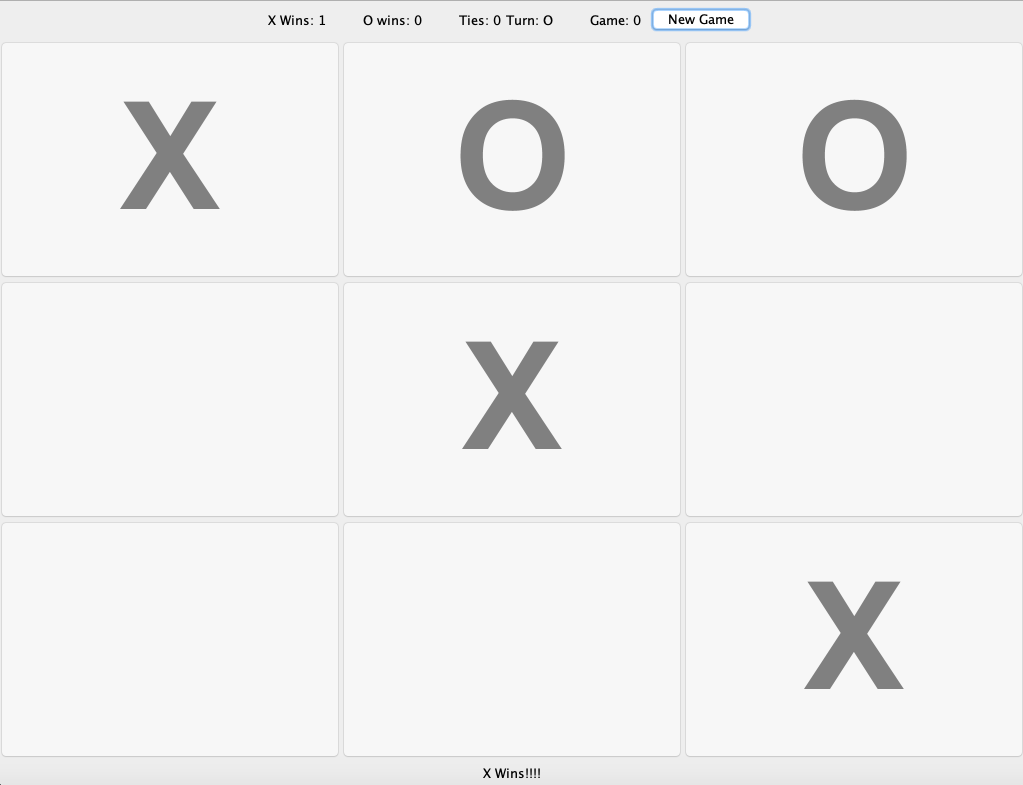 X Wins: 1 O wins: 0 Ties: 0 Turn: O Game: 0 New Game
X O O
X
X
X Wins!!!!